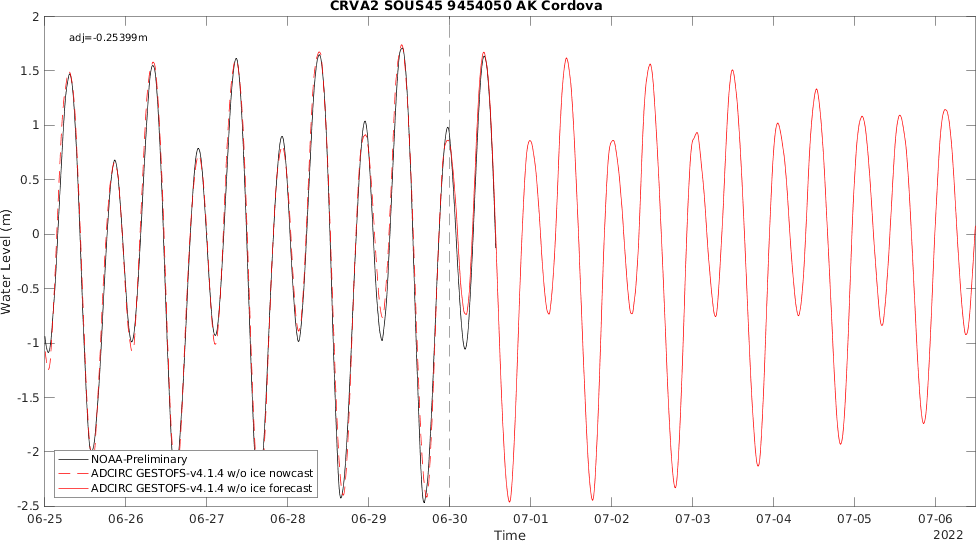 CRVA2 SOUS45 9454050 AK Cordova
adj=-0.25399m
2
1.5
1
0.5
0
-0.5
-1
-1.5
-2
-2.5
Water Level (m)
NOAA-Preliminary
ADCIRC GESTOFS-v4.1.4 w/o ice nowcast
ADCIRC GESTOFS-v4.1.4 w/o ice forecast
06-25 06-26 06-27 06-28 06-29 06-30 07-01 07-02 07-03 07-04 07-05 07-06
Time
2022